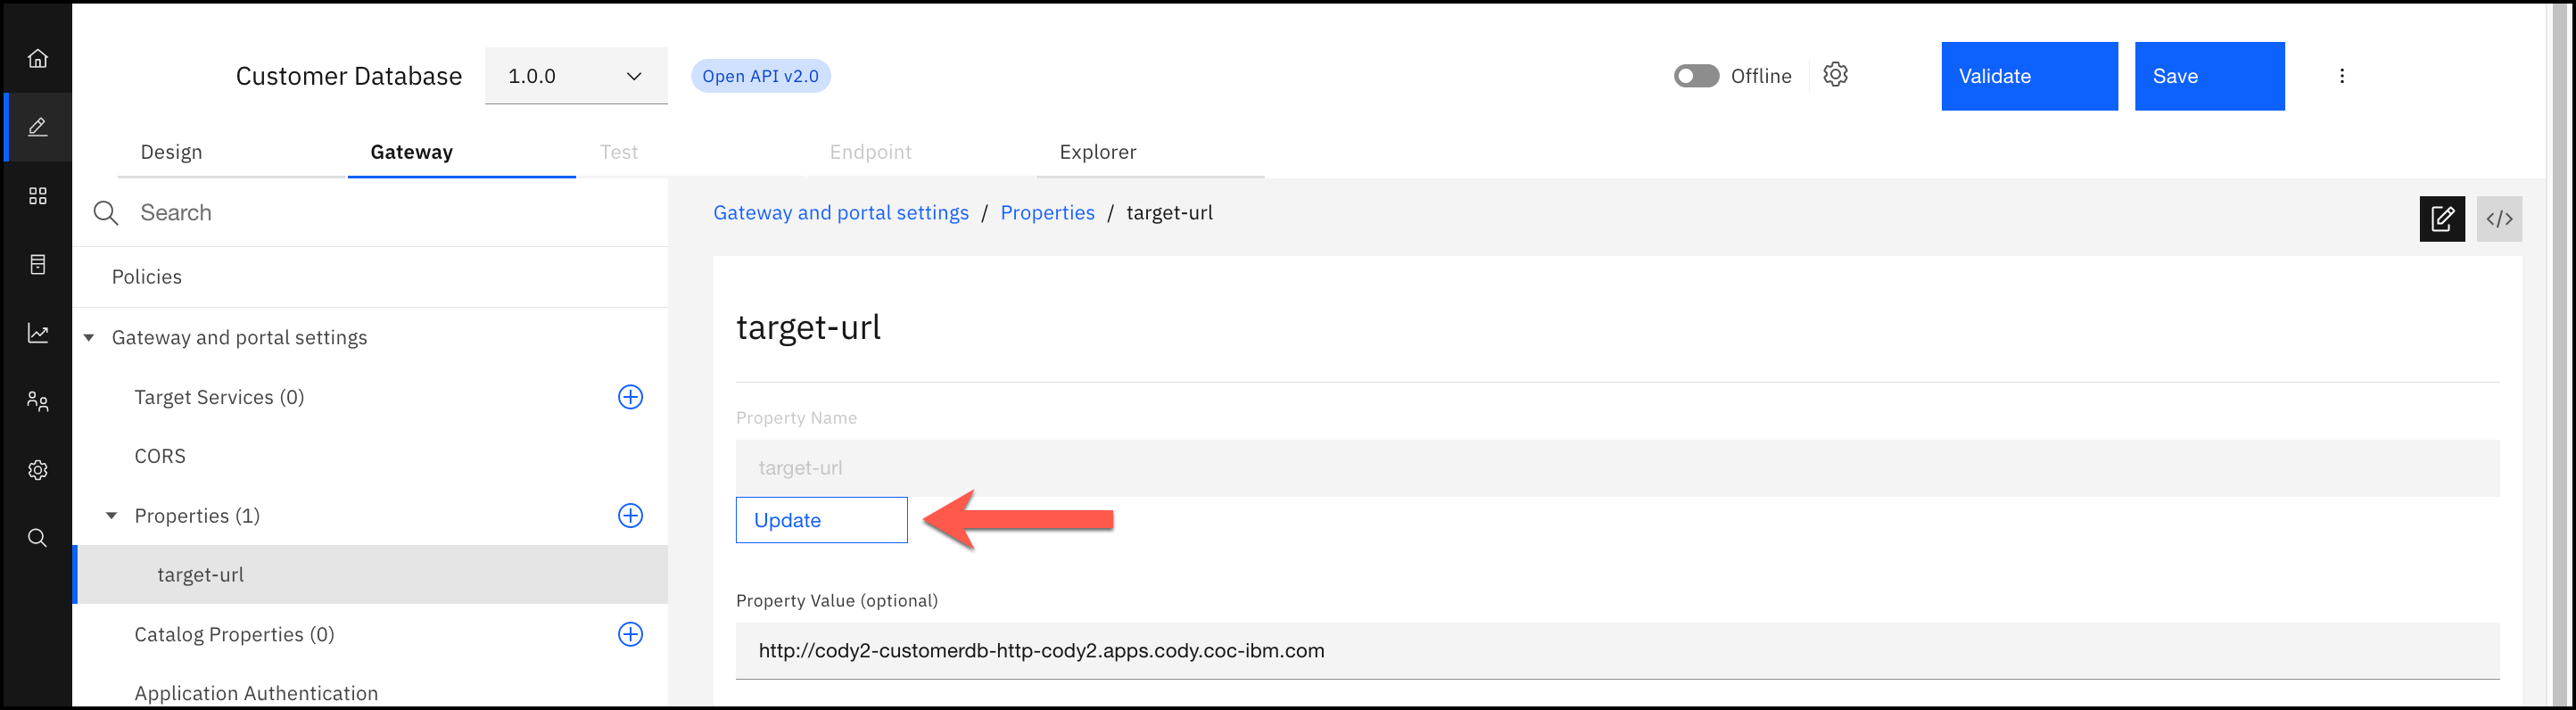 Customer Database
1.0.0
Open API v2.0
Offline
Validate
Save
Design
Gateway
Test
Endpoint
Explorer
Search
Policies
Gateway and portal settings
Target Services (0)
CORS
Properties (1)
target-url
Catalog Properties (0)
Application Authentication
Gateway and portal settings / Properties / target-url
</>
target-url
Property Name
target-url
Update
Property Value (optional)
http://cody2-customerdb-http-cody2.apps.cody.coc-ibm.com